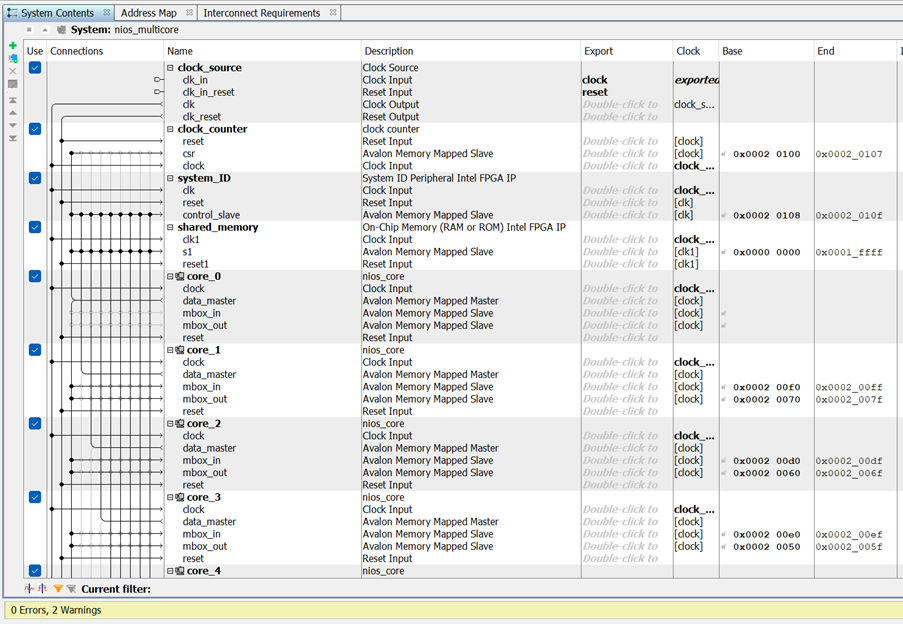 System Contents Address Map Interconnect Requirements
System: nios_multicore
Use Connections Name Description Export Clock Base End
clock_source Clock Source
clk_in Clock Input clock exported
clk_in_reset Reset Input reset
clk Clock Output Double-click to clock_s...
clk_reset Reset Output Double-click to
clock_counter clock counter
reset Reset Input Double-click to [clock]
csr Avalon Memory Mapped Slave Double-click to [clock] 0x0002 0100 0x0002_0107
clock Clock Input Double-click to clock_...
system_ID System ID Peripheral Intel FPGA IP
clk Clock Input Double-click to clock_...
reset Reset Input Double-click to [clk]
control_slave Avalon Memory Mapped Slave Double-click to [clk] 0x0002 0108 0x0002_010f
shared_memory On-Chip Memory (RAM or ROM) Intel FPGA IP
clk1 Clock Input Double-click to clock_...
s1 Avalon Memory Mapped Slave Double-click to [clk1] 0x0000 0000 0x0001_ffff
reset1 Reset Input Double-click to [clk1]
core_0 nios_core
clock Clock Input Double-click to clock_...
data_master Avalon Memory Mapped Master Double-click to [clock]
mbox_in Avalon Memory Mapped Slave Double-click to [clock]
mbox_out Avalon Memory Mapped Slave Double-click to [clock]
reset Reset Input Double-click to
core_1 nios_core
clock Clock Input Double-click to clock_...
data_master Avalon Memory Mapped Master Double-click to [clock]
mbox_in Avalon Memory Mapped Slave Double-click to [clock] 0x0002 00f0 0x0002_00ff
mbox_out Avalon Memory Mapped Slave Double-click to [clock] 0x0002 0070 0x0002_007f
reset Reset Input Double-click to
core_2 nios_core
clock Clock Input Double-click to clock_...
data_master Avalon Memory Mapped Master Double-click to [clock]
mbox_in Avalon Memory Mapped Slave Double-click to [clock] 0x0002 00d0 0x0002_00df
mbox_out Avalon Memory Mapped Slave Double-click to [clock] 0x0002 0060 0x0002_006f
reset Reset Input Double-click to
core_3 nios_core
clock Clock Input Double-click to clock_...
data_master Avalon Memory Mapped Master Double-click to [clock]
mbox_in Avalon Memory Mapped Slave Double-click to [clock] 0x0002 00e0 0x0002_00ef
mbox_out Avalon Memory Mapped Slave Double-click to [clock] 0x0002 0050 0x0002_005f
reset Reset Input Double-click to
core_4 nios_core
Current filter:
0 Errors, 2 Warnings